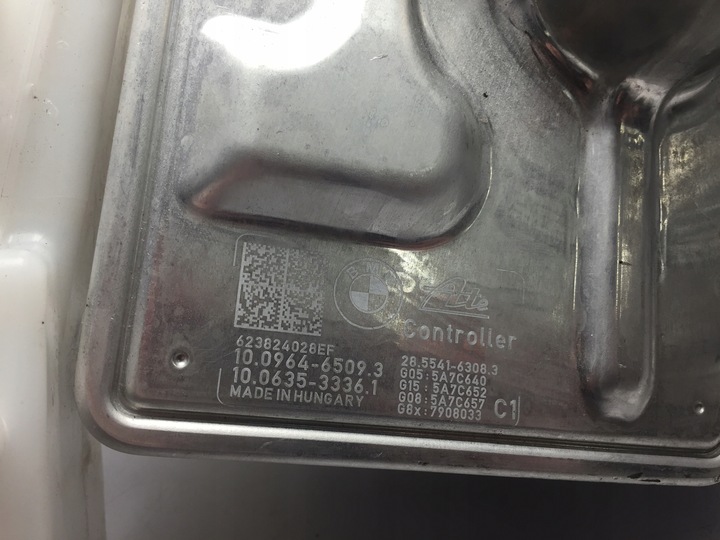 Ate
Controller
623824028EF
10.0964-6509.3
10.0635-3336.1
MADE IN HUNGARY
28.5541-6308.3
G05:5A7C640
G15:5A7C652
G08:5A7C657
G8x:7908033
C1